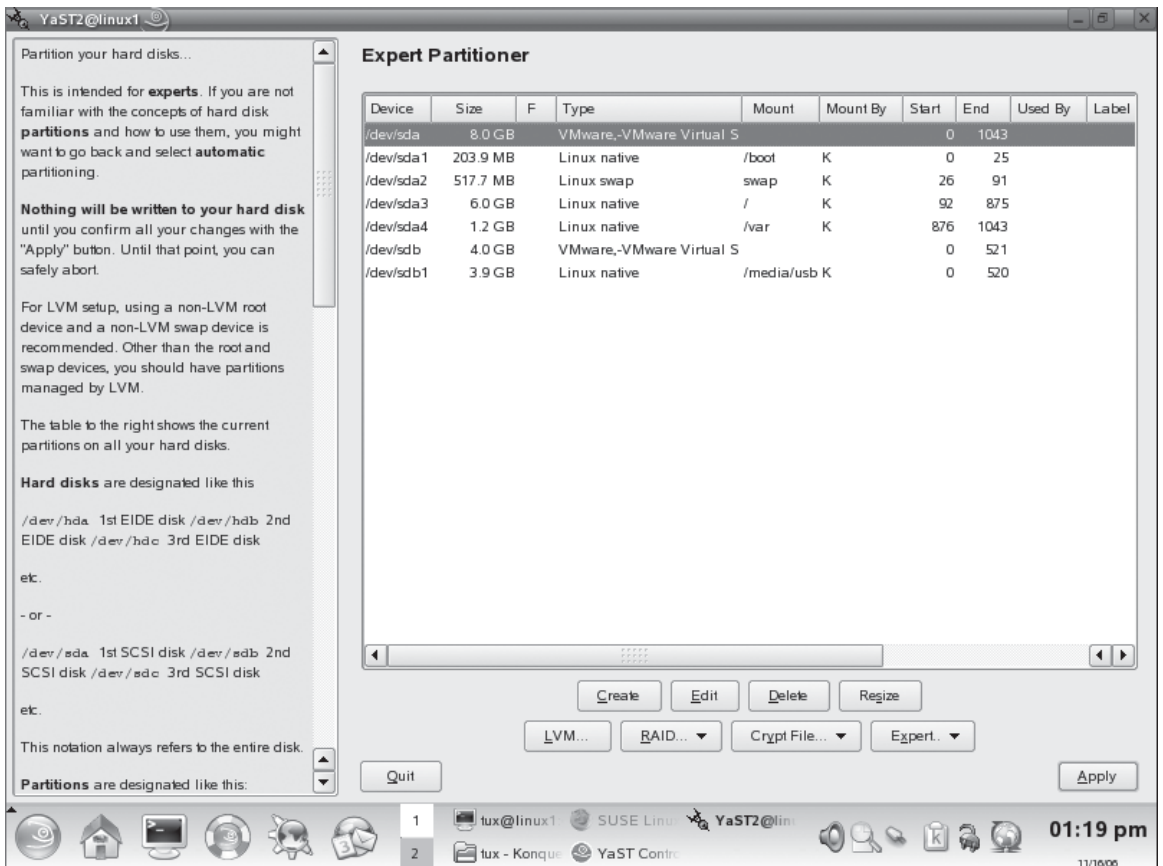 YaST2@linux1
Partition your hard disks...
This is intended for experts. If you are not
familiar with the concepts of hard disk
partitions and how to use them, you might
want to go back and select automatic
partitioning.
Nothing will be written to your hard disk
until you confirm all your changes with the
"Apply" button. Until that point, you can
safely abort.
For LVM setup, using a non-LVM root
device and a non-LVM swap device is
recommended. Other than the root and
swap devices, you should have partitions
managed by LVM.
The table to the right shows the current
partitions on all your hard disks.
Hard disks are designated like this
/dev/hda 1st EIDE disk /dev/hdb 2nd
EIDE disk /dev/hdc 3rd EIDE disk
etc.
- or -
/dev/sda 1st SCSI disk /dev/sdb 2nd
SCSI disk /dev/sdc 3rd SCSI disk
etc.
This notation always refers to the entire disk.
Partitions are designated like this:
Expert Partitioner
Device Size F Type Mount Mount By Start End Used By Label
/dev/sda 8.0 GB VMware,-VMware Virtual S 0 1043
/dev/sda1 203.9 MB Linux native /boot K 0 25
/dev/sda2 517.7 MB Linux swap swap K 26 91
/dev/sda3 6.0 GB Linux native / K 92 875
/dev/sda4 1.2 GB Linux native /var K 876 1043
/dev/sdb 4.0 GB VMware,-VMware Virtual S 0 521
/dev/sdb1 3.9 GB Linux native /media/usb K 0 520
Create Edit Delete Resize
LVM... RAID... Crypt File... Expert..
Quit Apply
1 tux@linux1 SUSE Linu YaST2@lin
2 tux - Konque YaST Contr
01:19 pm
11/16/06